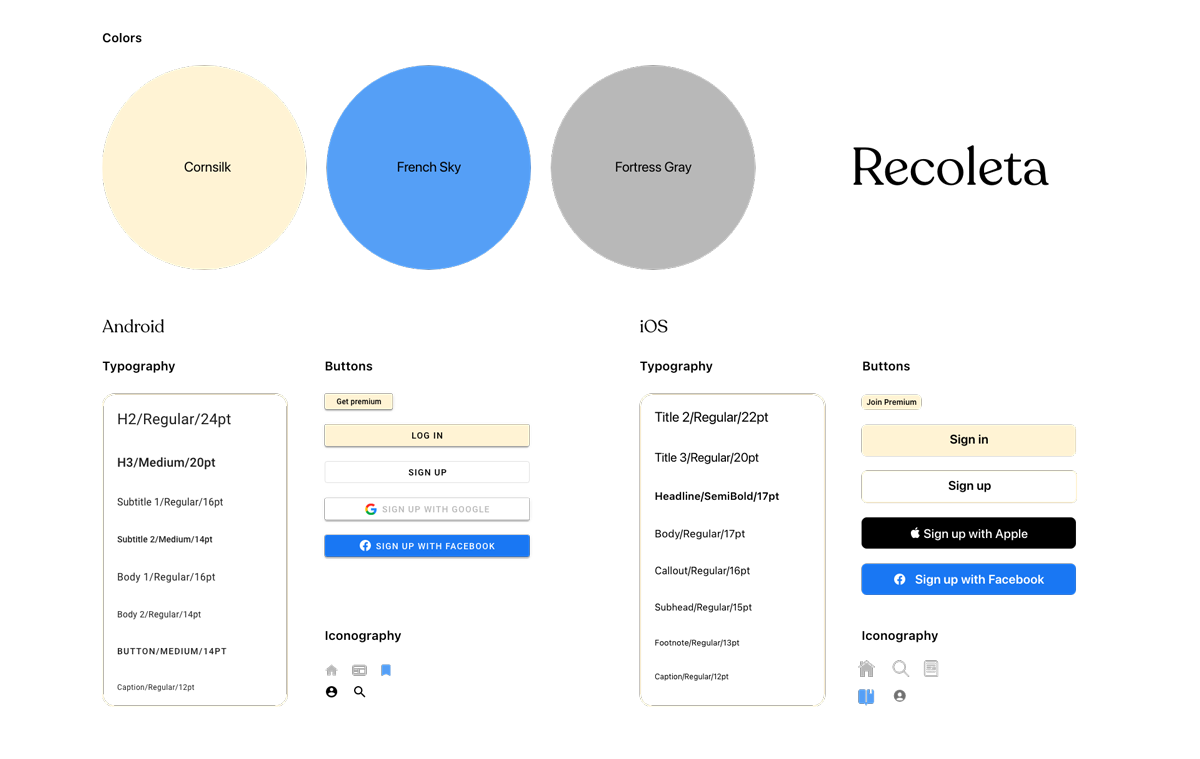 Colors
Cornsilk
French Sky
Fortress Gray
Recoleta
Android
Typography
H2/Regular/24pt
H3/Medium/20pt
Subtitle 1/Regular/16pt
Subtitle 2/Medium/14pt
Body 1/Regular/16pt
Body 2/Regular/14pt
BUTTON/MEDIUM/14PT
Caption/Regular/12pt
Buttons
Get premium
LOG IN
SIGN UP
SIGN UP WITH GOOGLE
SIGN UP WITH FACEBOOK
Iconography
iOS
Typography
Title 2/Regular/22pt
Title 3/Regular/20pt
Headline/SemiBold/17pt
Body/Regular/17pt
Callout/Regular/16pt
Subhead/Regular/15pt
Footnote/Regular/13pt
Caption/Regular/12pt
Buttons
Join Premium
Sign in
Sign up
Sign up with Apple
Sign up with Facebook
Iconography